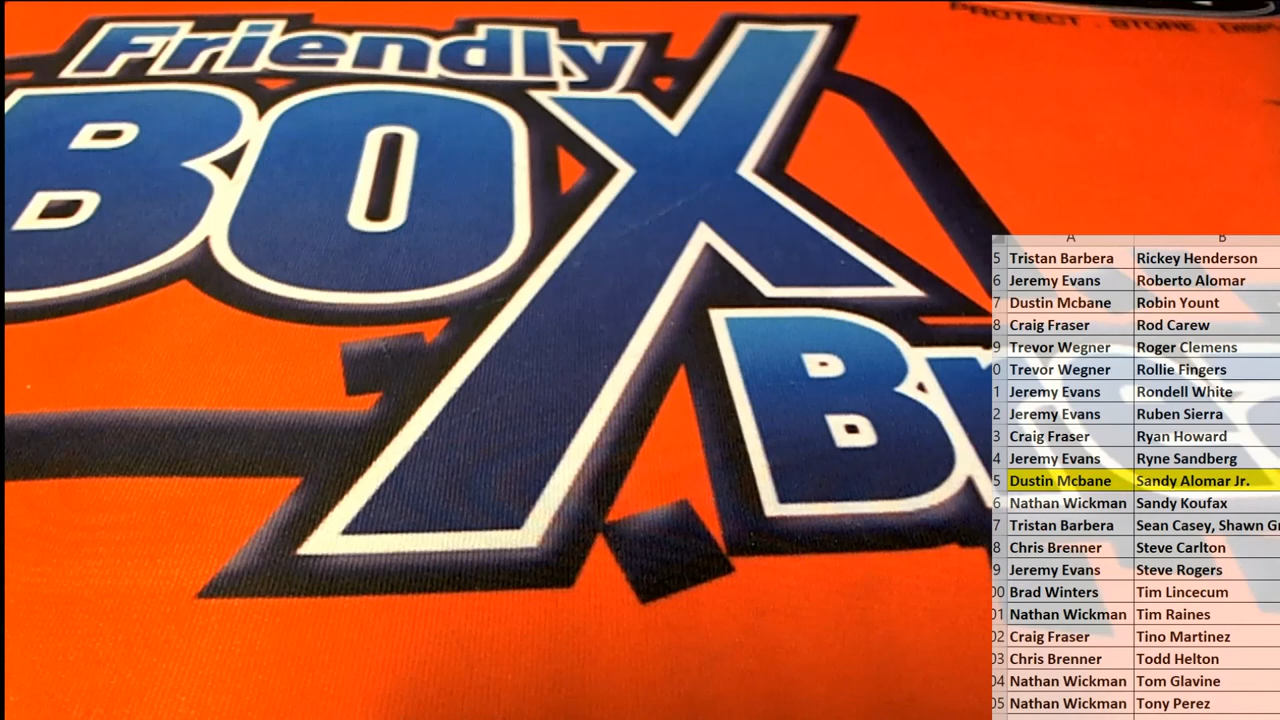 PROTECT · STORE ·
Friendly
BOX
A B
5 Tristan Barbera Rickey Henderson
6 Jeremy Evans Roberto Alomar
7 Dustin Mcbane Robin Yount
8 Craig Fraser Rod Carew
9 Trevor Wegner Roger Clemens
0 Trevor Wegner Rollie Fingers
1 Jeremy Evans Rondell White
2 Jeremy Evans Ruben Sierra
3 Craig Fraser Ryan Howard
4 Jeremy Evans Ryne Sandberg
5 Dustin Mcbane Sandy Alomar Jr.
6 Nathan Wickman Sandy Koufax
7 Tristan Barbera Sean Casey, Shawn
8 Chris Brenner Steve Carlton
9 Jeremy Evans Steve Rogers
00 Brad Winters Tim Lincecum
01 Nathan Wickman Tim Raines
02 Craig Fraser Tino Martinez
03 Chris Brenner Todd Helton
04 Nathan Wickman Tom Glavine
05 Nathan Wickman Tony Perez